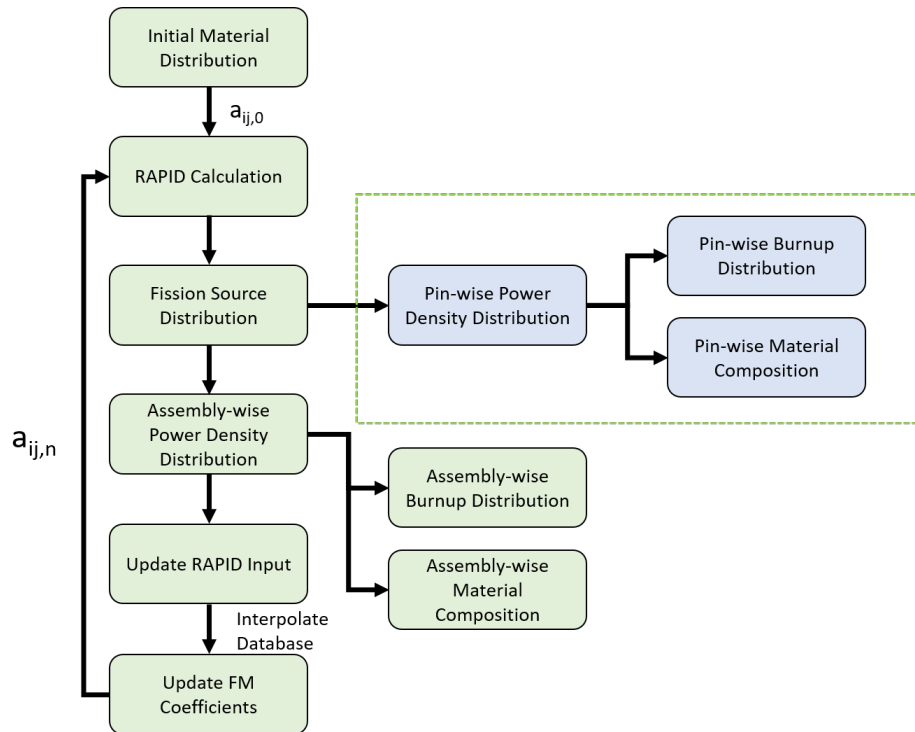 Initial Material
Distribution
a_ij,0
RAPID Calculation
Fission Source
Distribution
Pin-wise Power
Density Distribution
Pin-wise Burnup
Distribution
Pin-wise Material
Composition
Assembly-wise
Power Density
Distribution
a_ij,n
Assembly-wise
Burnup Distribution
Update RAPID Input
Assembly-wise
Material
Composition
Interpolate
Database
Update FM
Coefficients